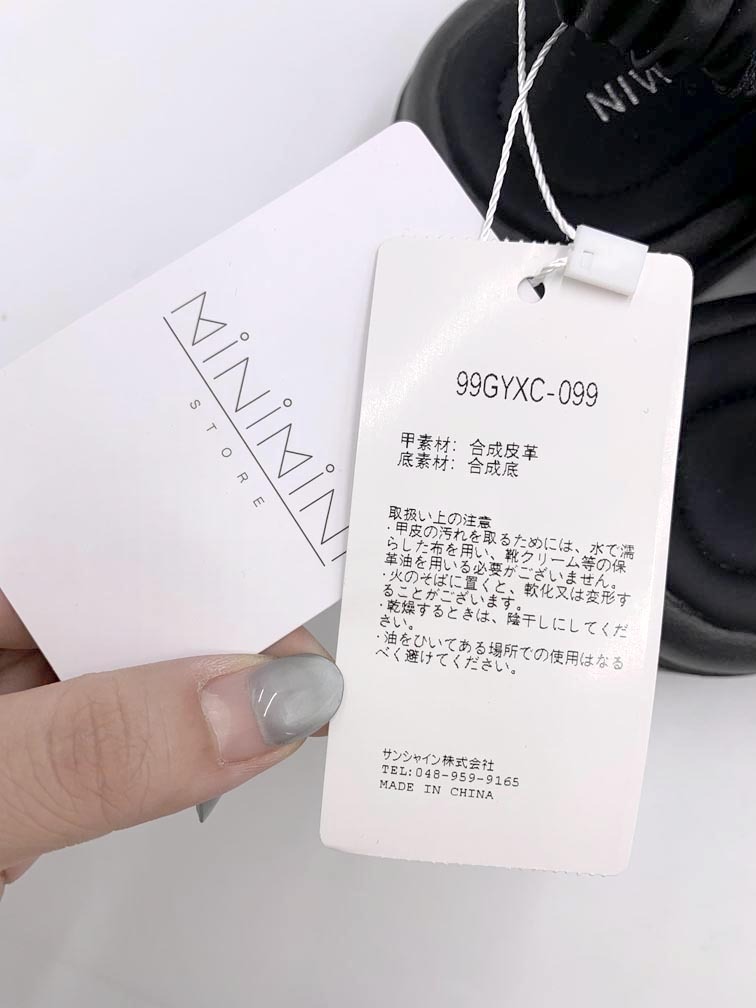 MiNiMiNi
STORE
99GYXC-099
甲素材: 合成皮革
底素材: 合成底
取扱い上の注意
·甲皮の汚れを取るためには、水で濡
らした布を用い、靴クリーム等の保
革油を用いる必要がございません。
·火のそばに置くと、軟化又は変形す
ることがございます。
·乾燥するときは、陰干しにしてくだ
さい。
·油をひいてある場所での使用はなる
べく避けてください。
サンシャイン株式会社
TEL:048-959-9165
MADE IN CHINA